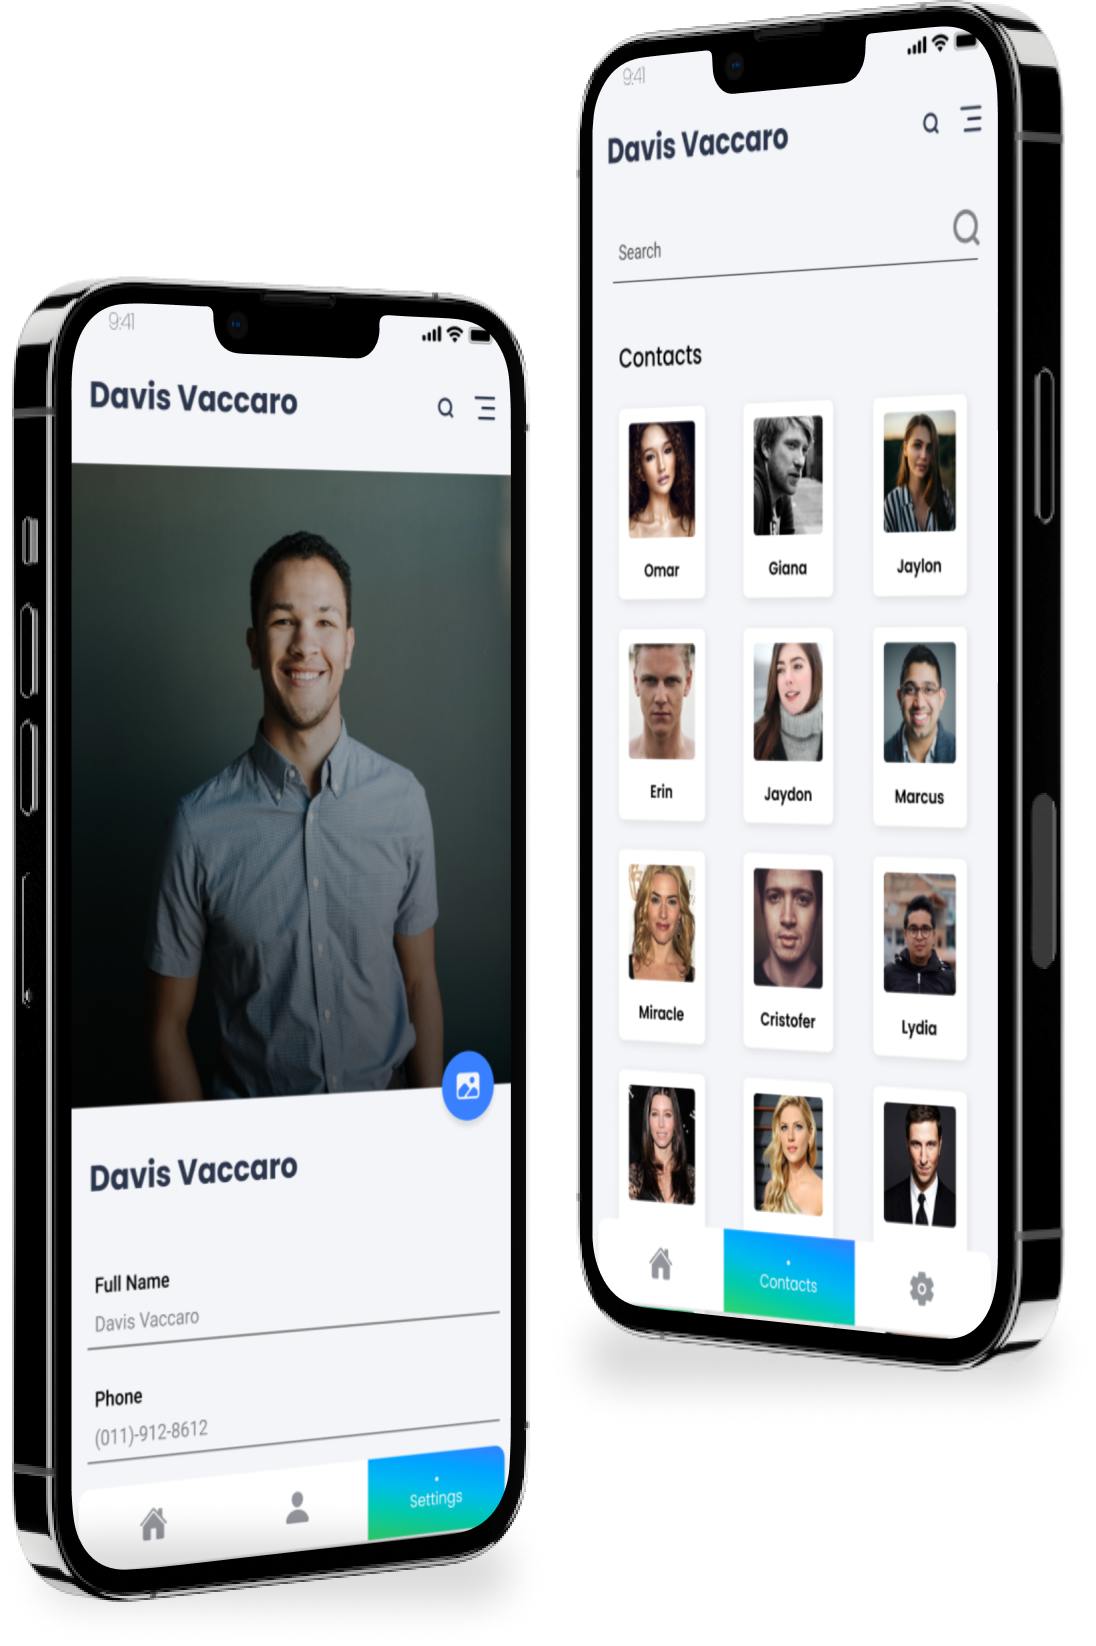 9:41
Davis Vaccaro
Davis Vaccaro
Full Name
Davis Vaccaro
Phone
(011)-912-8612
Settings
9:41
Davis Vaccaro
Search
Contacts
Omar
Giana
Jaylon
Erin
Jaydon
Marcus
Miracle
Cristofer
Lydia
Contacts